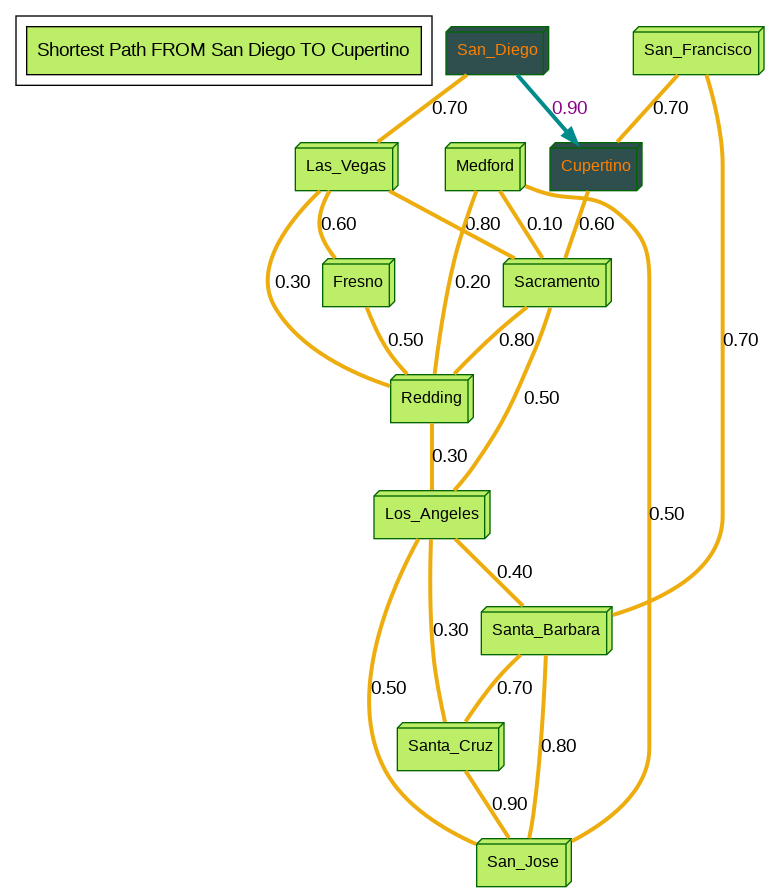 Shortest Path FROM San Diego TO Cupertino
San_Diego
San_Francisco
0.70
0.90
0.70
Las_Vegas
Medford
Cupertino
0.60
0.80
0.10
0.60
Fresno
Sacramento
0.30
0.20
0.50
0.80
0.70
Redding
0.50
0.30
Los_Angeles
0.50
0.40
Santa_Barbara
0.30
0.50
0.70
Santa_Cruz
0.80
0.90
San_Jose